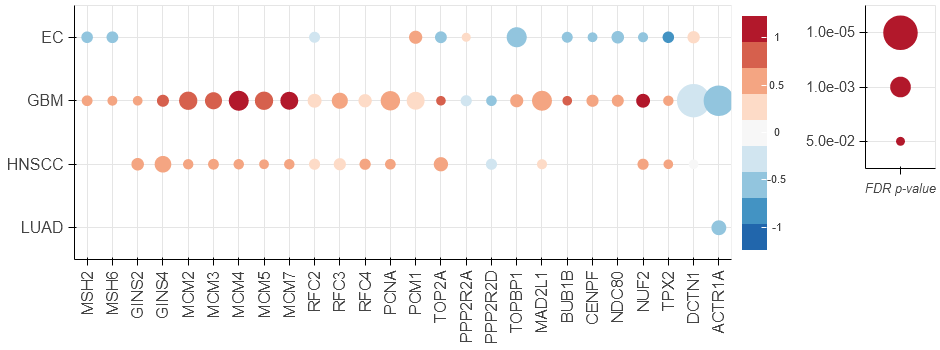 EC
GBM
HNSCC
LUAD
MSH2
MSH6
GINS2
GINS4
MCM2
MCM3
MCM4
MCM5
MCM7
RFC2
RFC3
RFC4
PCNA
PCM1
TOP2A
PPP2R2A
PPP2R2D
TOPBP1
MAD2L1
BUB1B
CENPF
NDC80
NUF2
TPX2
DCTN1
ACTR1A
1
0.5
0
-0.5
-1
1.0e-05
1.0e-03
5.0e-02
FDR p-value